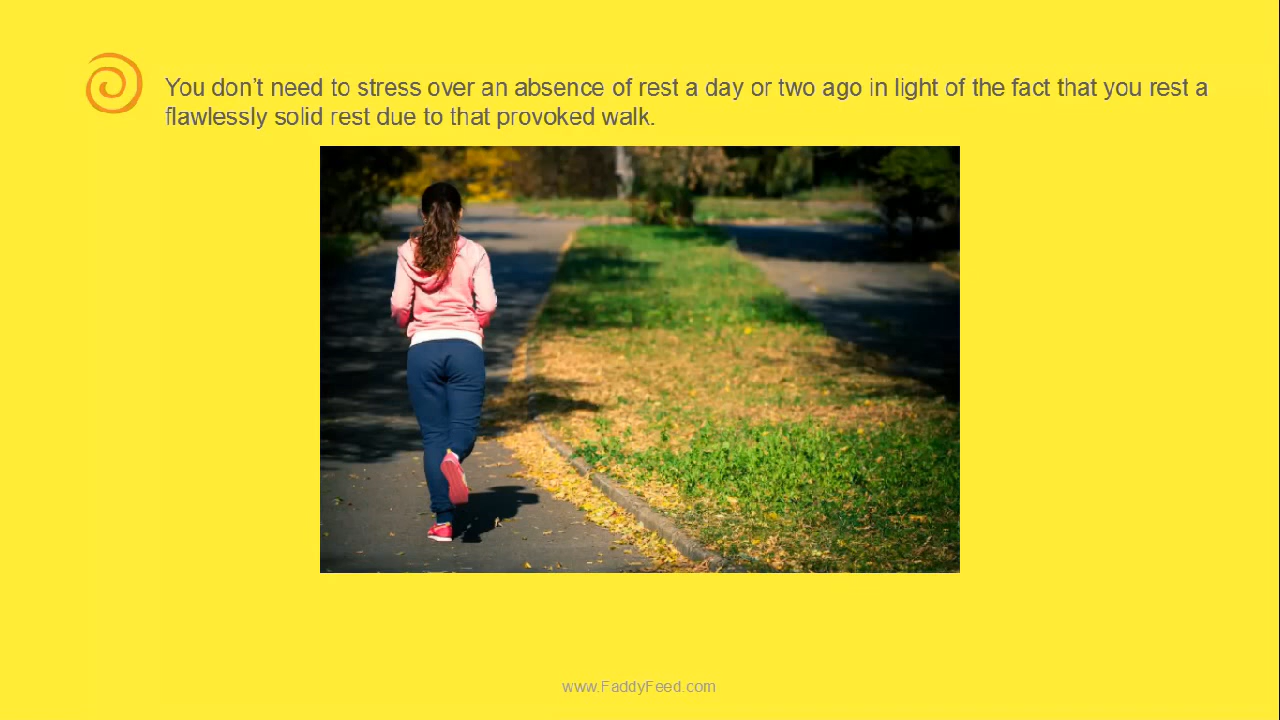 You don’t need to stress over an absence of rest a day or two ago in light of the fact that you rest a
flawlessly solid rest due to that provoked walk.
www.FaddyFeed.com